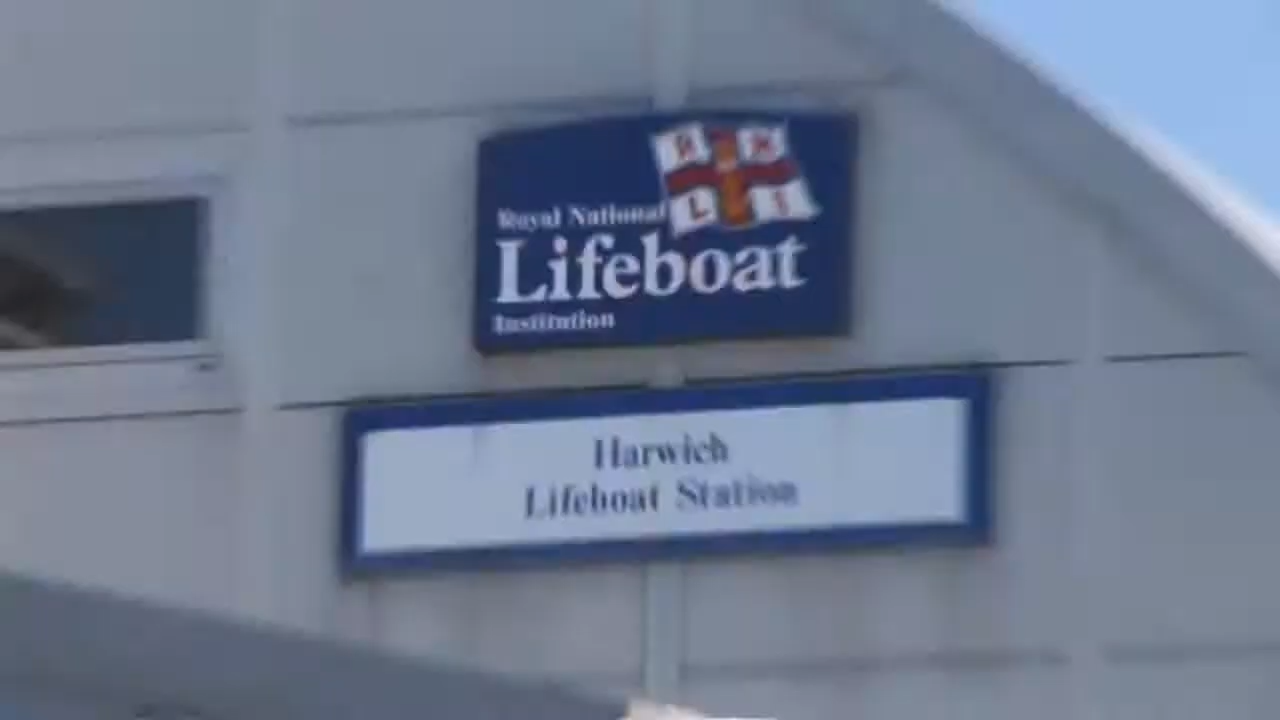 R N
L I
Royal National
Lifeboat
Institution
Harwich
Lifeboat Station